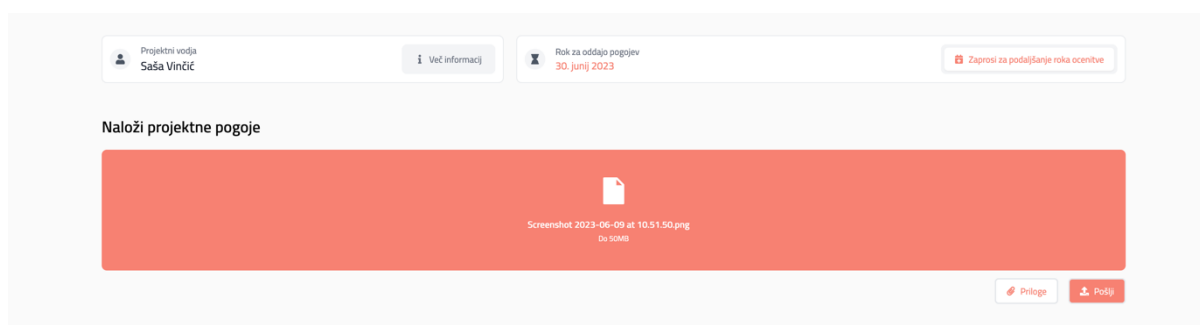 Projektni vodja
Saša Vinčić
Več informacij
Rok za oddajo pogojev
30. junij 2023
Zaprosi za podaljšanje roka ocenitve
Naloži projektne pogoje
Screenshot 2023-06-09 at 10.51.50.png
Do 50MB
Priloge
Pošlji